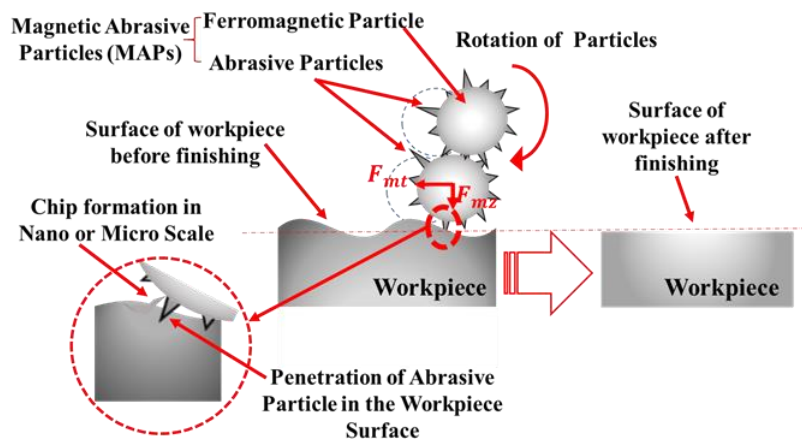 Magnetic Abrasive
Particles (MAPs)
Ferromagnetic Particle
Abrasive Particles
Rotation of Particles
Surface of workpiece
before finishing
Surface of
workpiece after
finishing
F_mt
F_mz
Chip formation in
Nano or Micro Scale
Workpiece
Workpiece
Penetration of Abrasive
Particle in the Workpiece
Surface